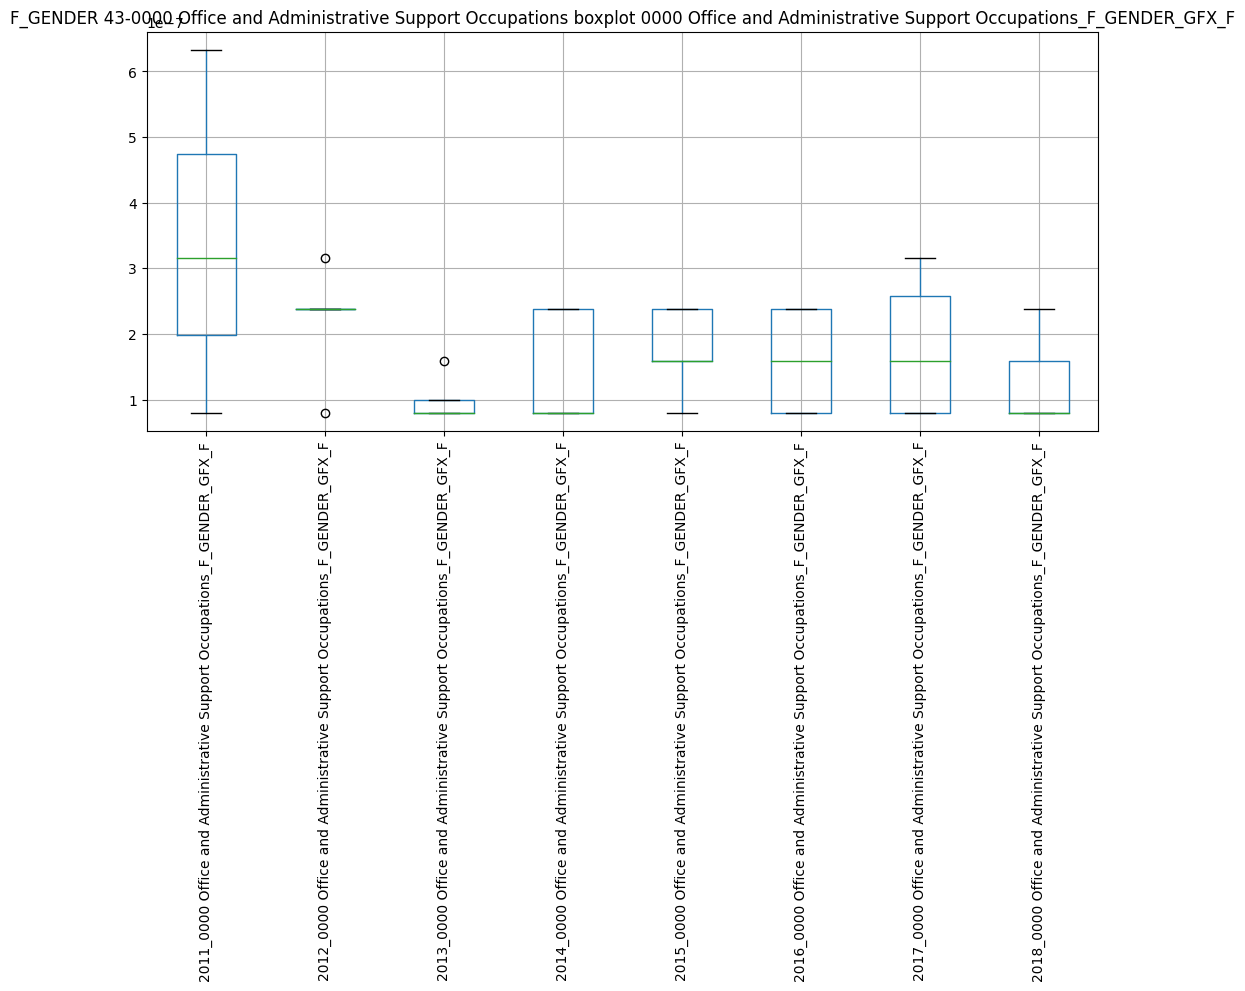 F_GENDER 43-0000 Office and Administrative Support Occupations boxplot 0000 Office and Administrative Support Occupations_F_GENDER_GFX_F
1e-7
6
5
4
3
2
1
2011_0000 Office and Administrative Support Occupations_F_GENDER_GFX_F
2012_0000 Office and Administrative Support Occupations_F_GENDER_GFX_F
2013_0000 Office and Administrative Support Occupations_F_GENDER_GFX_F
2014_0000 Office and Administrative Support Occupations_F_GENDER_GFX_F
2015_0000 Office and Administrative Support Occupations_F_GENDER_GFX_F
2016_0000 Office and Administrative Support Occupations_F_GENDER_GFX_F
2017_0000 Office and Administrative Support Occupations_F_GENDER_GFX_F
2018_0000 Office and Administrative Support Occupations_F_GENDER_GFX_F